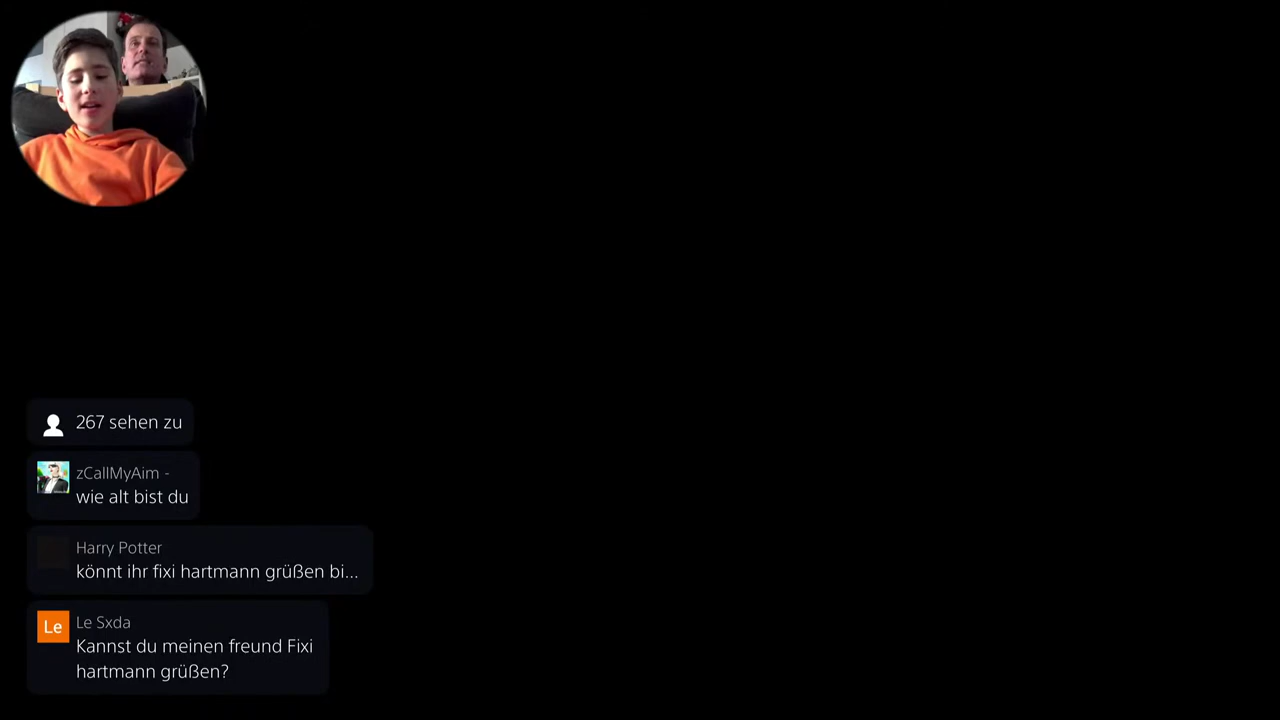 267 sehen zu
zCallMyAim -
wie alt bist du
Harry Potter
könnt ihr fixi hartmann grüßen bi...
Le
Le Sxda
Kannst du meinen freund Fixi
hartmann grüßen?